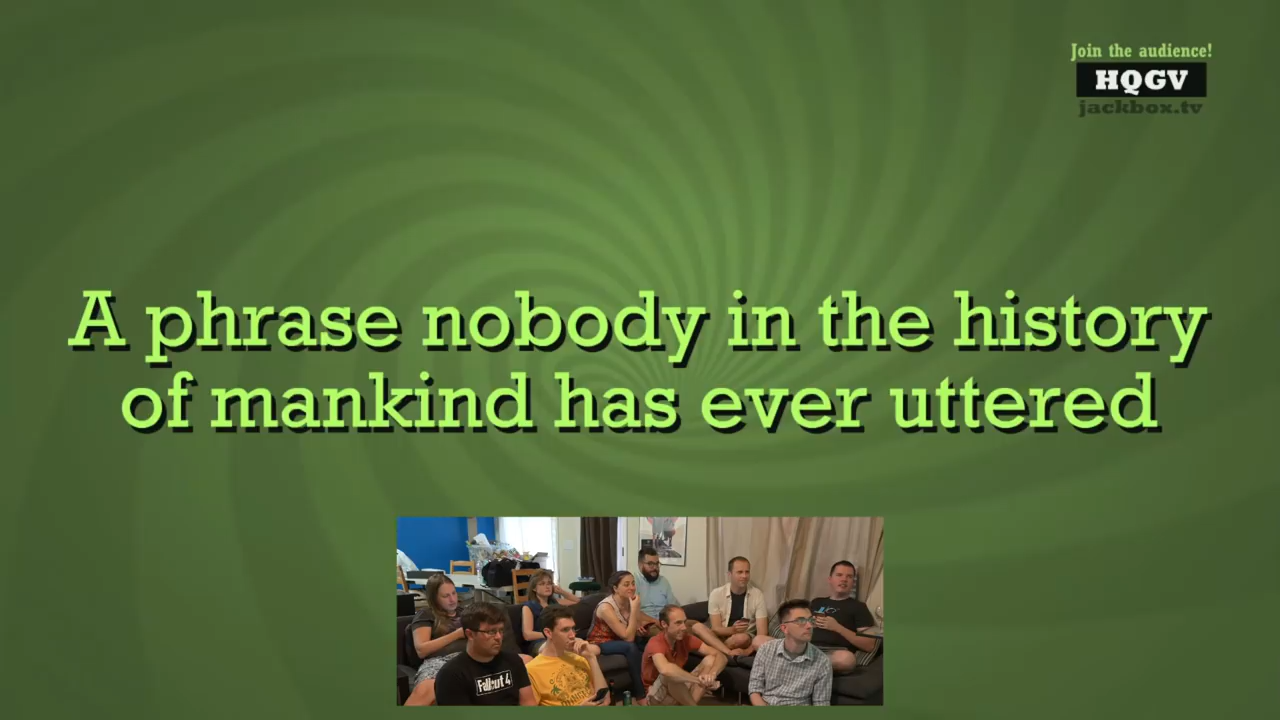 Join the audience!
HQGV
jackbox.tv
A phrase nobody in the history
of mankind has ever uttered
Fallout 4